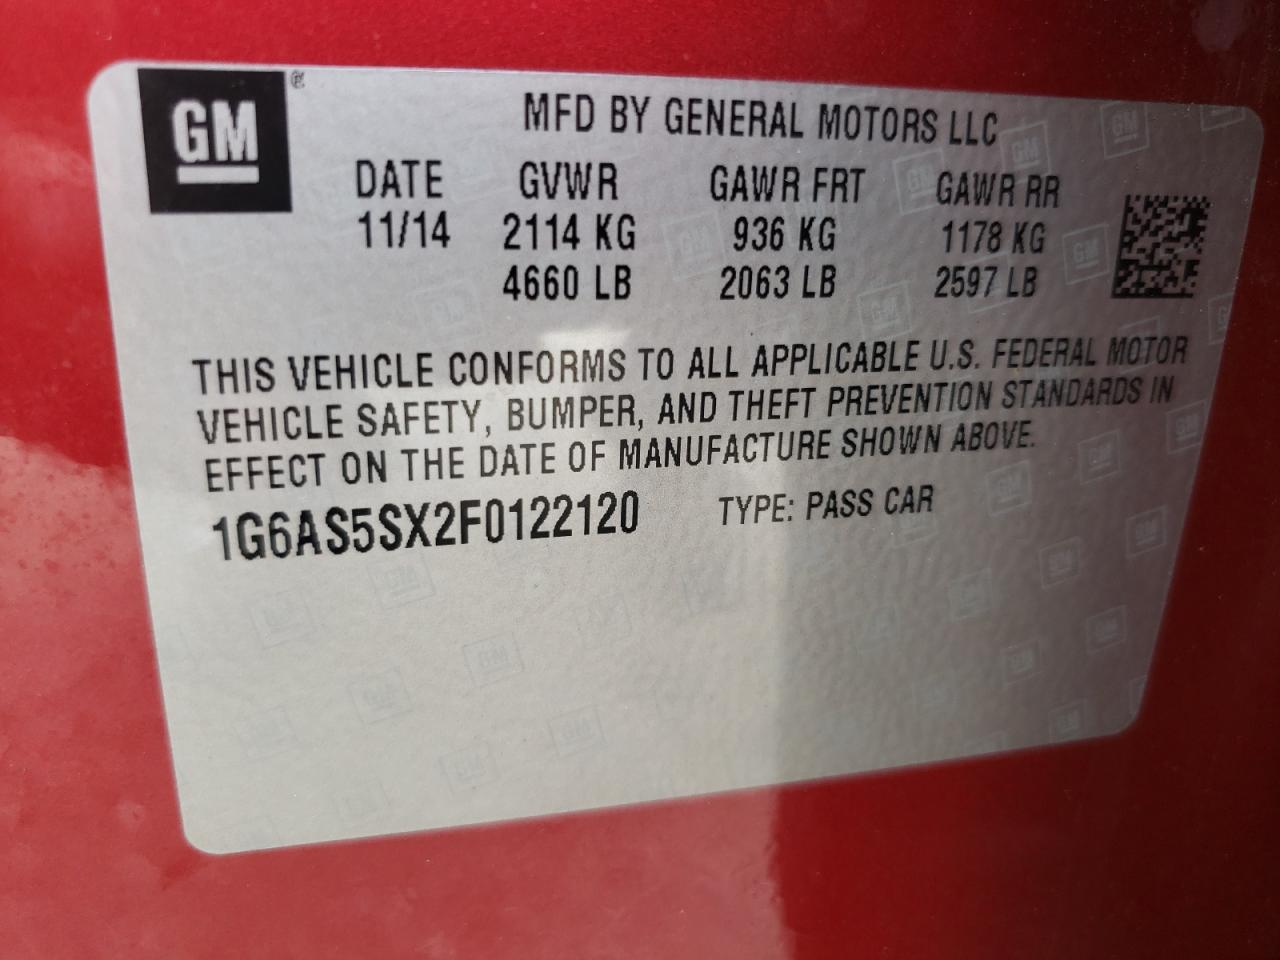 GM®
MFD BY GENERAL MOTORS LLC
DATE GVWR GAWR FRT GAWR RR
11/14 2114 KG 936 KG 1178 KG
4660 LB 2063 LB 2597 LB
THIS VEHICLE CONFORMS TO ALL APPLICABLE U.S. FEDERAL MOTOR
VEHICLE SAFETY, BUMPER, AND THEFT PREVENTION STANDARDS IN
EFFECT ON THE DATE OF MANUFACTURE SHOWN ABOVE.
1G6AS5SX2F0122120 TYPE: PASS CAR